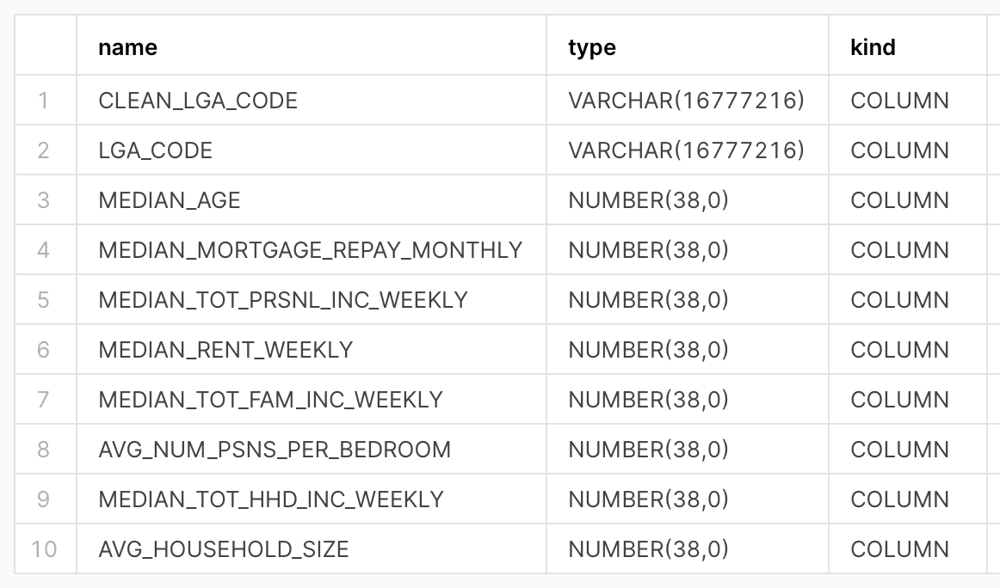 name type kind
1 CLEAN_LGA_CODE VARCHAR(16777216) COLUMN
2 LGA_CODE VARCHAR(16777216) COLUMN
3 MEDIAN_AGE NUMBER(38,0) COLUMN
4 MEDIAN_MORTGAGE_REPAY_MONTHLY NUMBER(38,0) COLUMN
5 MEDIAN_TOT_PRSNL_INC_WEEKLY NUMBER(38,0) COLUMN
6 MEDIAN_RENT_WEEKLY NUMBER(38,0) COLUMN
7 MEDIAN_TOT_FAM_INC_WEEKLY NUMBER(38,0) COLUMN
8 AVG_NUM_PSNS_PER_BEDROOM NUMBER(38,0) COLUMN
9 MEDIAN_TOT_HHD_INC_WEEKLY NUMBER(38,0) COLUMN
10 AVG_HOUSEHOLD_SIZE NUMBER(38,0) COLUMN